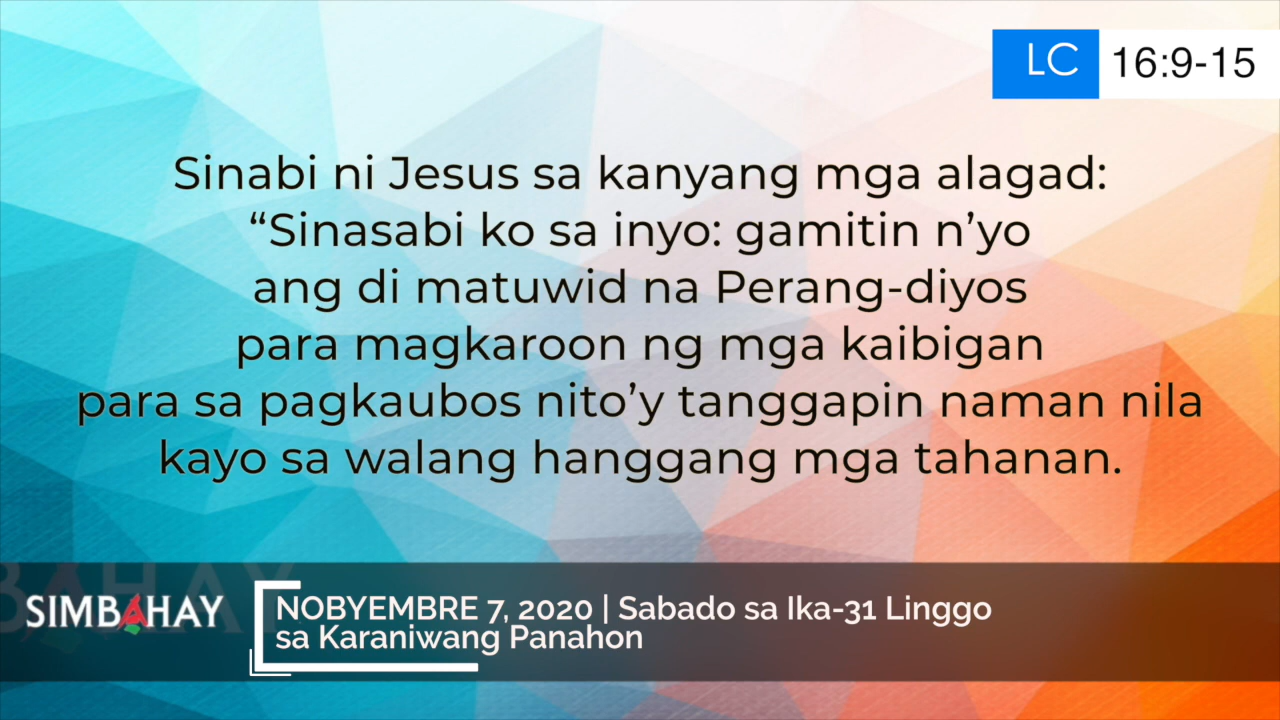 LC 16:9-15
Sinabi ni Jesus sa kanyang mga alagad:
“Sinasabi ko sa inyo: gamitin n’yo
ang di matuwid na Perang-diyos
para magkaroon ng mga kaibigan
para sa pagkaubos nito’y tanggapin naman nila
kayo sa walang hanggang mga tahanan.
SIMBAHAY
NOBYEMBRE 7, 2020 | Sabado sa Ika-31 Linggo
sa Karaniwang Panahon